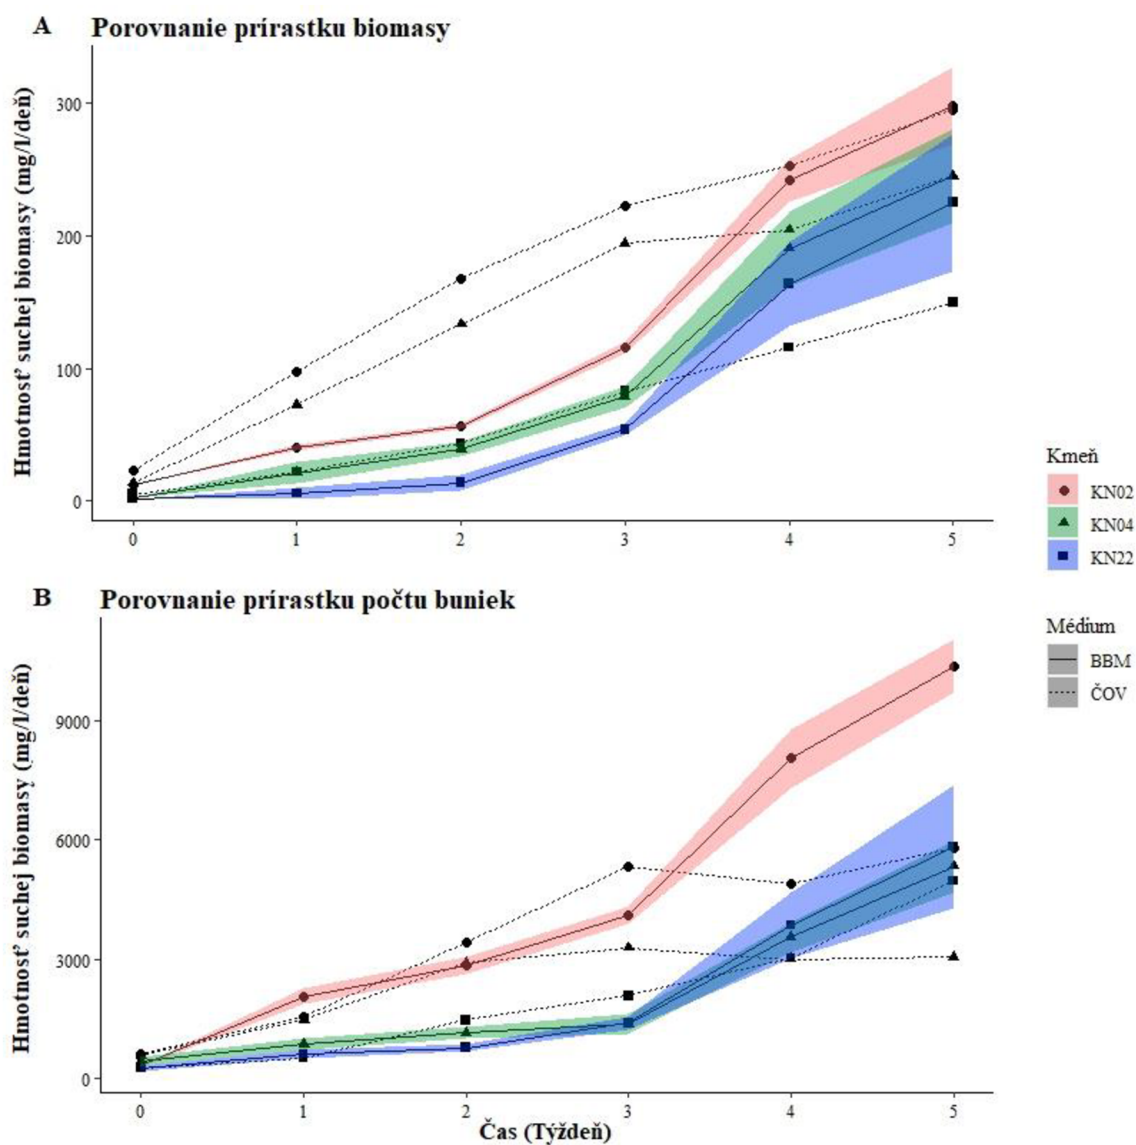 A Porovnanie prírastku biomasy
Hmotnosť suchej biomasy (mg/l/deň)
300
200
100
0
0 1 2 3 4 5
Kmeň
KN02
KN04
KN22
B Porovnanie prírastku počtu buniek
Médium
BBM
ČOV
Hmotnosť suchej biomasy (mg/l/deň)
9000
6000
3000
0
0 1 2 3 4 5
Čas (Týždeň)